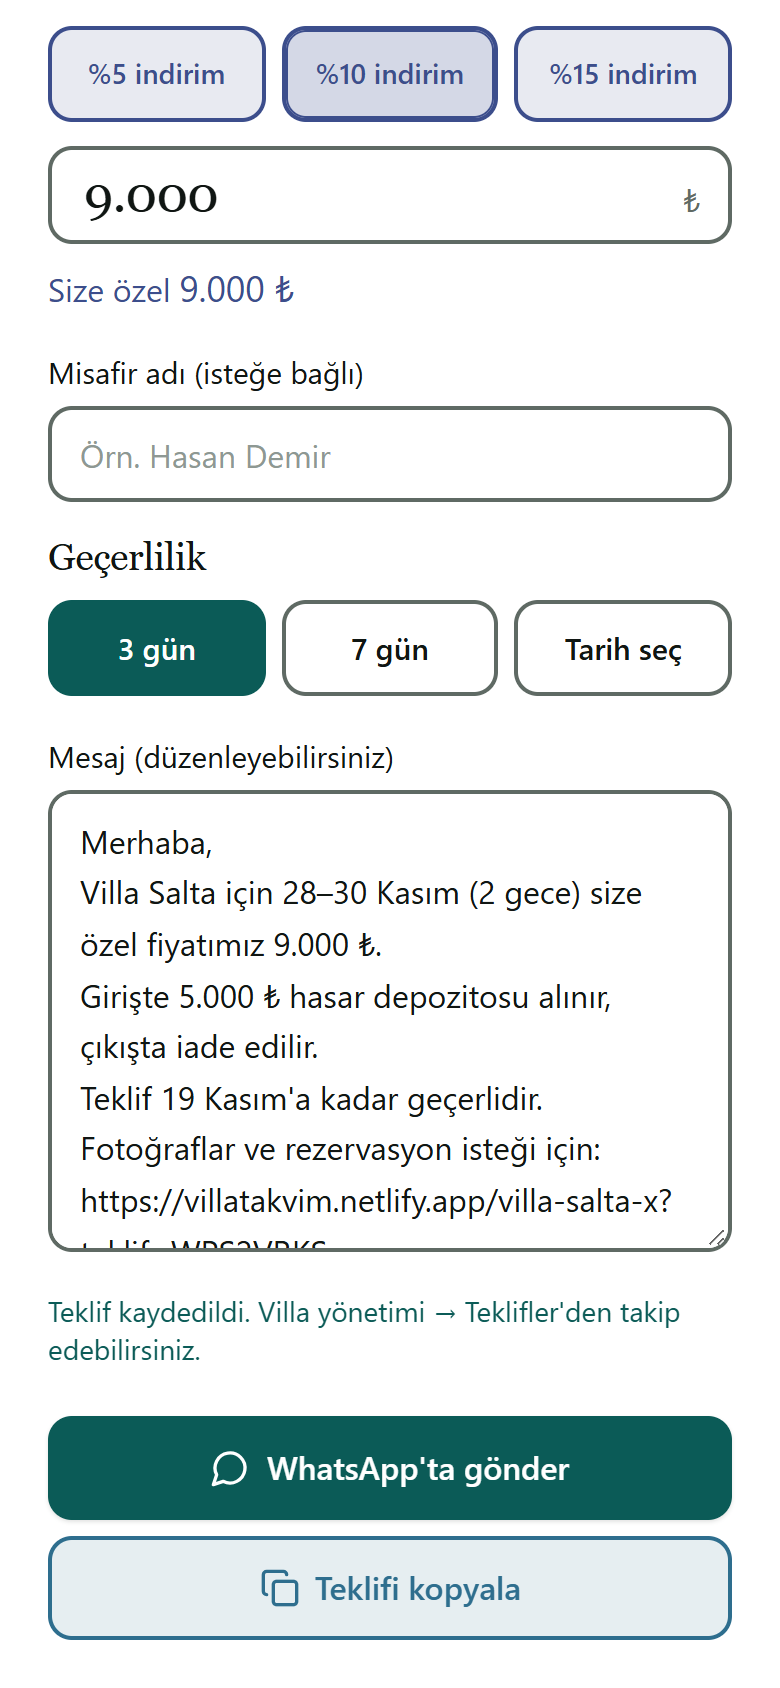 %5 indirim
%10 indirim
%15 indirim
9.000 ₺
Size özel 9.000 ₺
Misafir adı (isteğe bağlı)
Örn. Hasan Demir
Geçerlilik
3 gün
7 gün
Tarih seç
Mesaj (düzenleyebilirsiniz)
Merhaba,
Villa Salta için 28–30 Kasım (2 gece) size
özel fiyatımız 9.000 ₺.
Girişte 5.000 ₺ hasar depozitosu alınır,
çıkışta iade edilir.
Teklif 19 Kasım'a kadar geçerlidir.
Fotoğraflar ve rezervasyon isteği için:
https://villatakvim.netlify.app/villa-salta-x?
Teklif kaydedildi. Villa yönetimi → Teklifler'den takip
edebilirsiniz.
WhatsApp'ta gönder
Teklifi kopyala